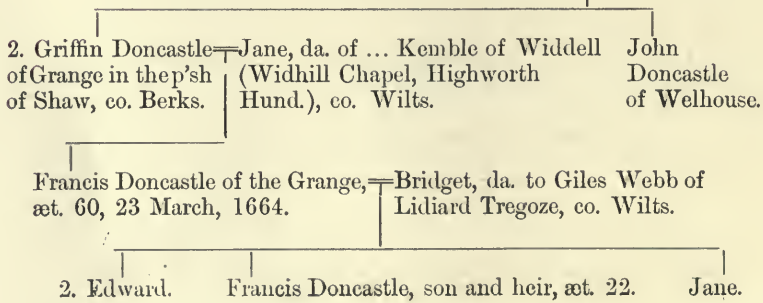 2. Griffin Doncastle of Grange in the p'sh of Shaw, co. Berks.
Jane, da. of ... Kemble of Widdell (Widhill Chapel, Highworth Hund.), co. Wilts.
John Doncastle of Welhouse.
Francis Doncastle of the Grange, æt. 60, 23 March, 1664.
Bridget, da. to Giles Webb of Lidiard Tregoze, co. Wilts.
2. Edward.
Francis Doncastle, son and heir, æt. 22.
Jane.